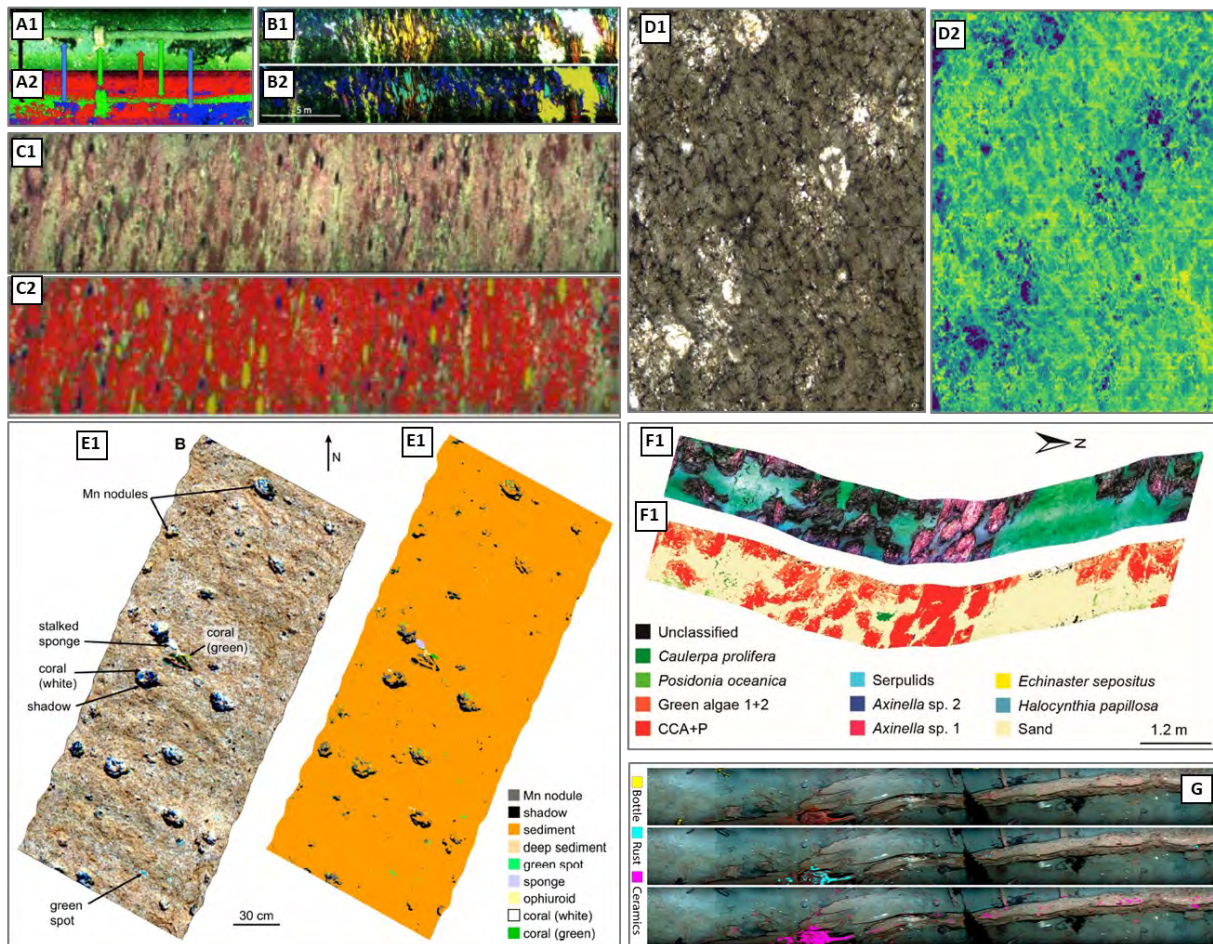 A1
A2
B1
B2
5 m
C1
C2
D1
D2
E1
B
N
Mn nodules
stalked
sponge
coral
(green)
coral
(white)
shadow
green
spot
30 cm
E1
Mn nodule
shadow
sediment
deep sediment
green spot
sponge
ophiuroid
coral (white)
coral (green)
F1
N
F1
Unclassified
Caulerpa prolifera
Posidonia oceanica
Green algae 1+2
CCA+P
Serpulids
Axinella sp. 2
Axinella sp. 1
Echinaster sepositus
Halocynthia papillosa
Sand
1.2 m
G
Bottle
Rust
Ceramics